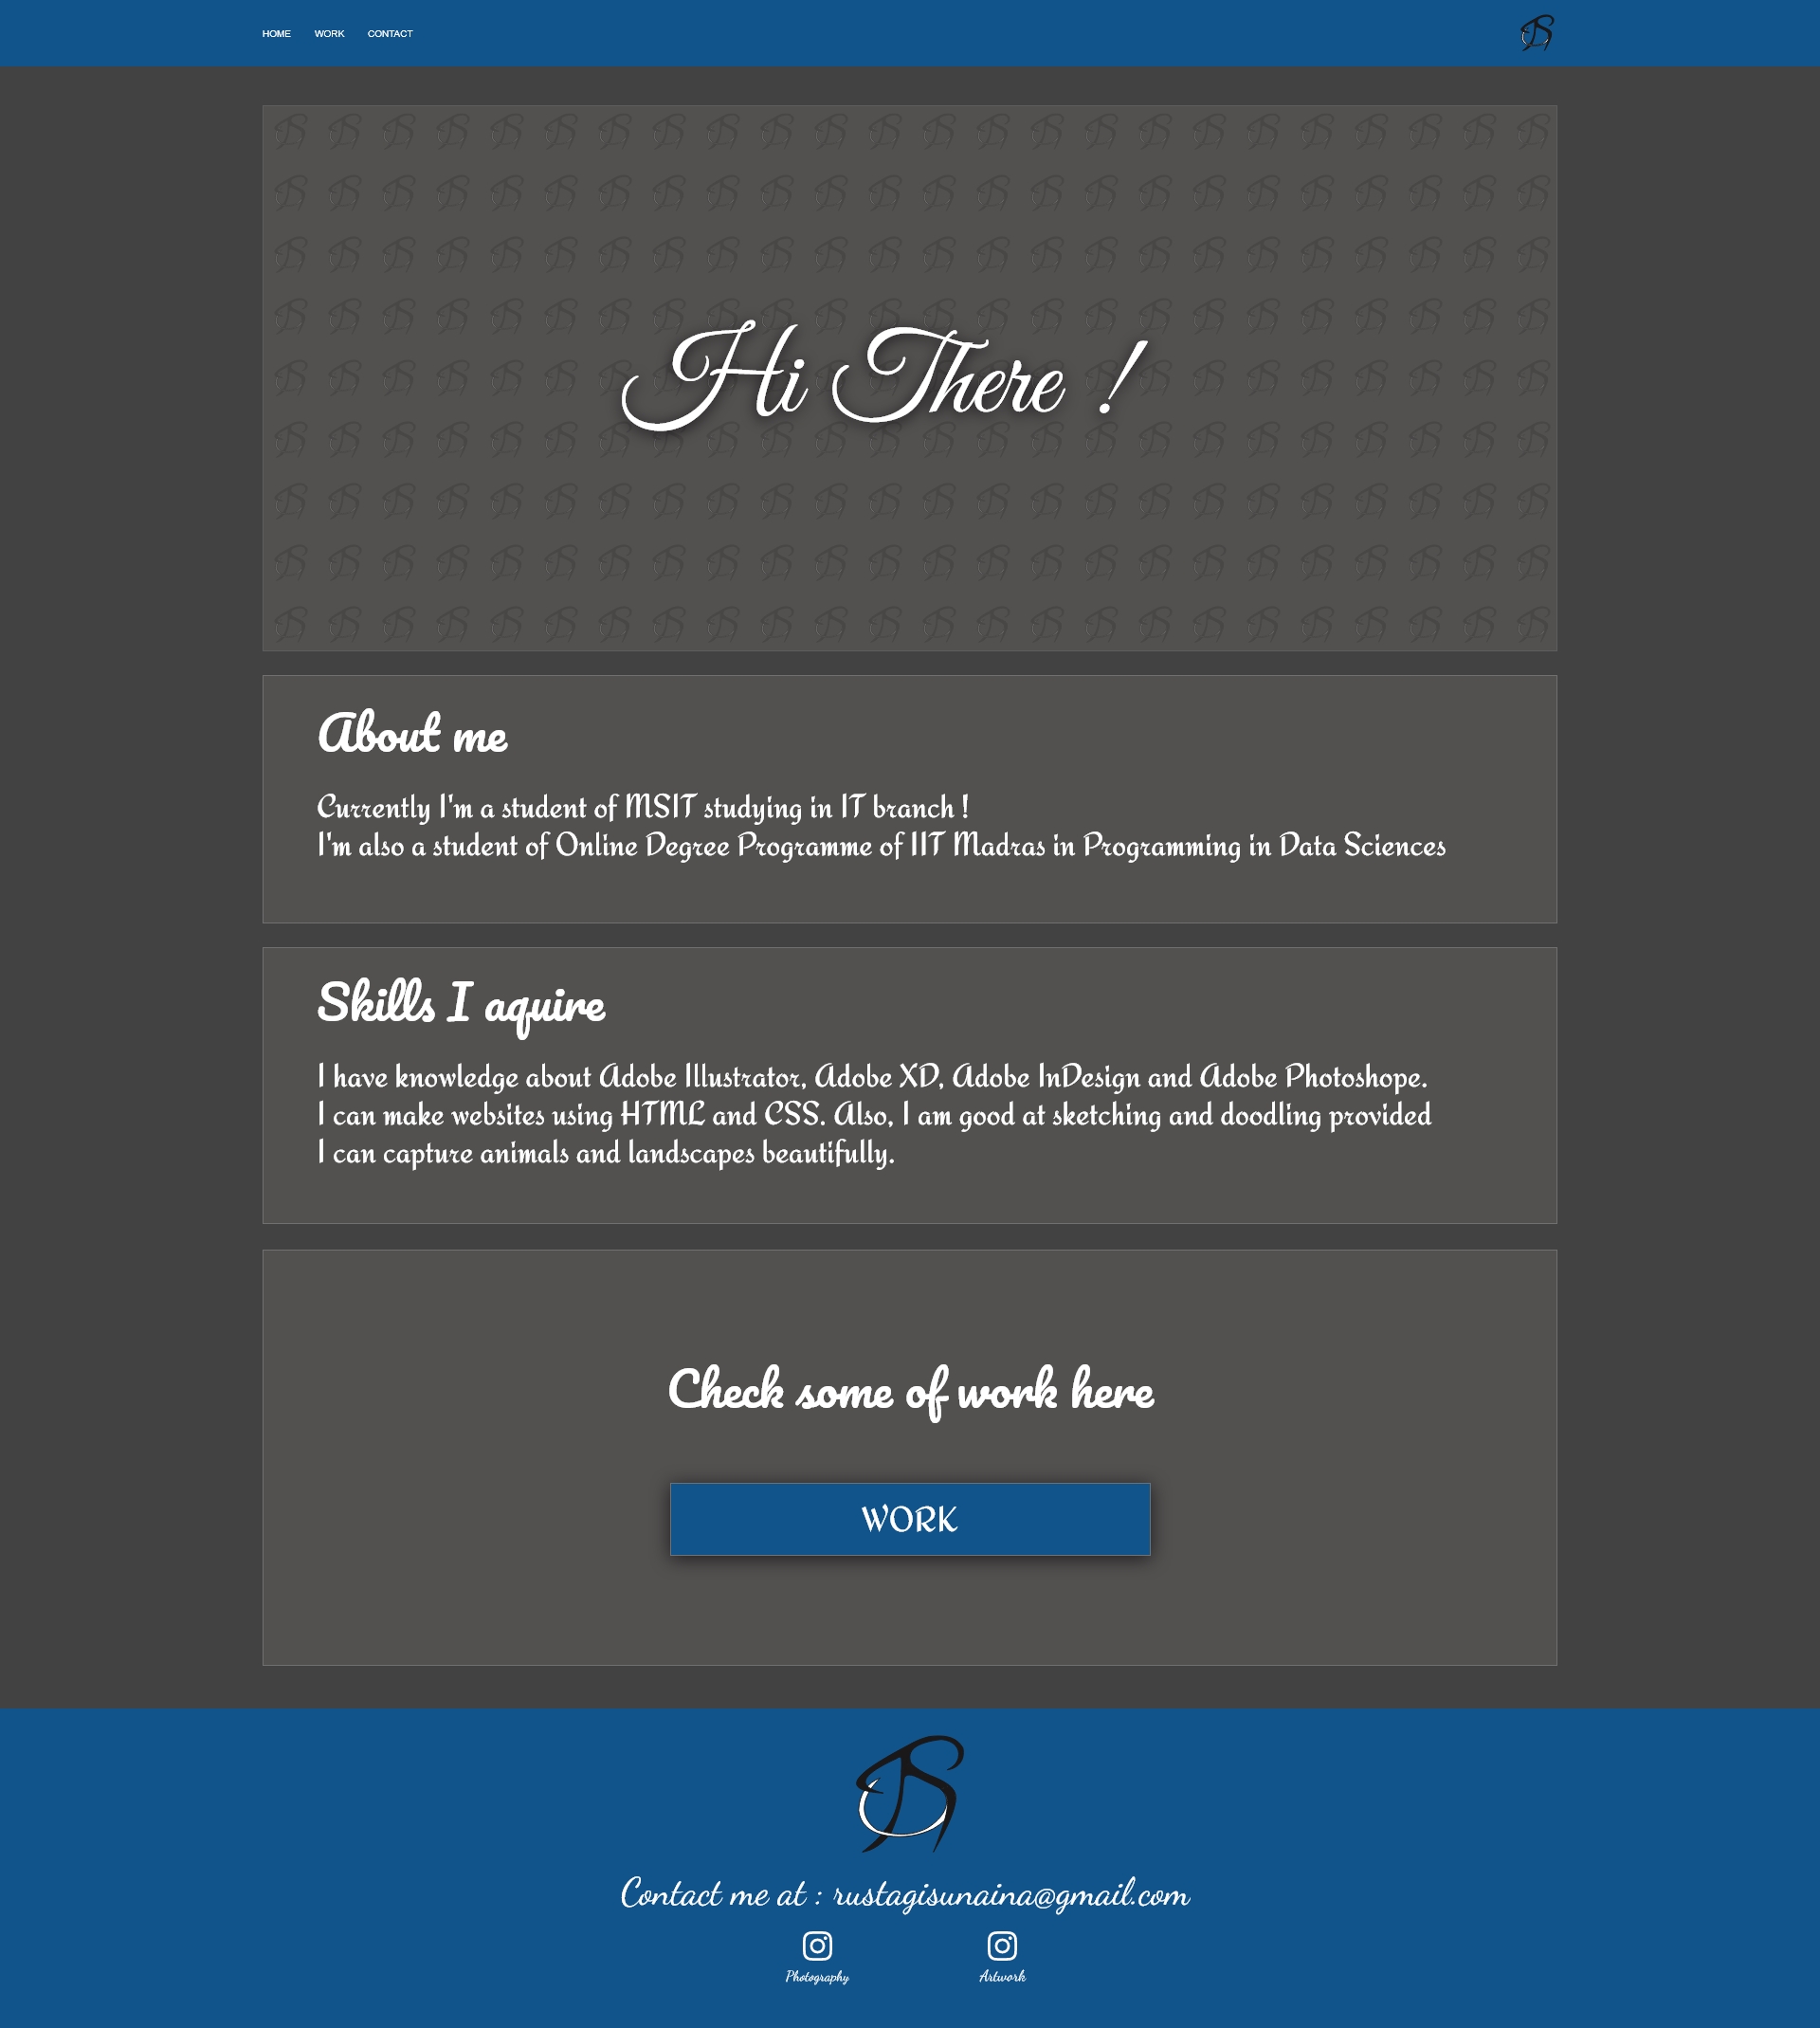 HOME WORK CONTACT
Hi There !
About me
Currently I'm a student of MSIT studying in IT branch !
I'm also a student of Online Degree Programme of IIT Madras in Programming in Data Sciences
Skills I aquire
I have knowledge about Adobe Illustrator, Adobe XD, Adobe InDesign and Adobe Photoshope.
I can make websites using HTML and CSS. Also, I am good at sketching and doodling provided
I can capture animals and landscapes beautifully.
Check some of work here
WORK
Contact me at : rustagisunaina@gmail.com
Photography Artwork